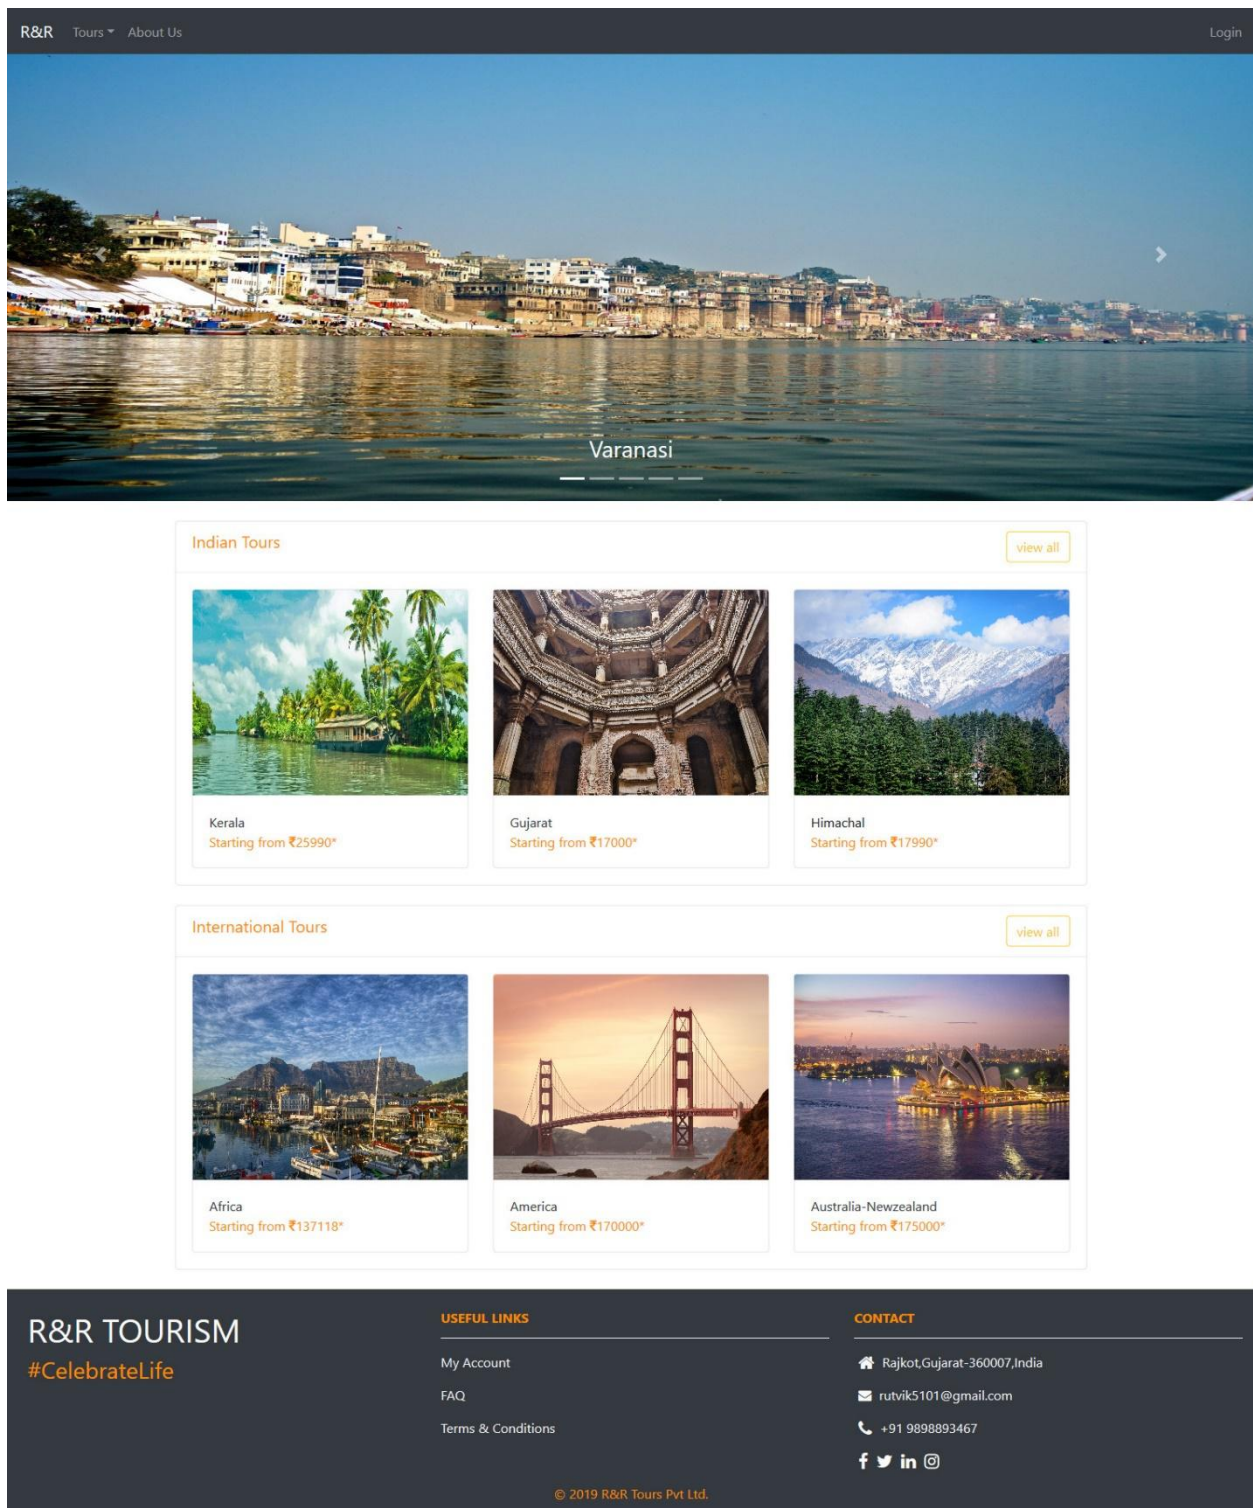 R&R Tours About Us Login
Varanasi
Indian Tours view all
Kerala
Starting from ₹25990*
Gujarat
Starting from ₹17000*
Himachal
Starting from ₹17990*
International Tours view all
Africa
Starting from ₹137118*
America
Starting from ₹170000*
Australia-Newzealand
Starting from ₹175000*
R&R TOURISM
#CelebrateLife
USEFUL LINKS
My Account
FAQ
Terms & Conditions
CONTACT
Rajkot,Gujarat-360007,India
rutvik5101@gmail.com
+91 9898893467
© 2019 R&R Tours Pvt Ltd.